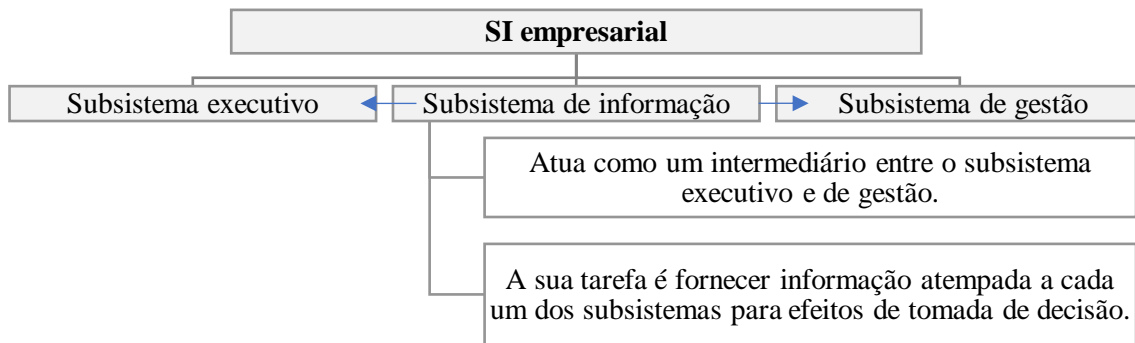 SI empresarial
Subsistema executivo
Subsistema de informação
Subsistema de gestão
Atua como um intermediário entre o subsistema
executivo e de gestão.
A sua tarefa é fornecer informação atempada a cada
um dos subsistemas para efeitos de tomada de decisão.